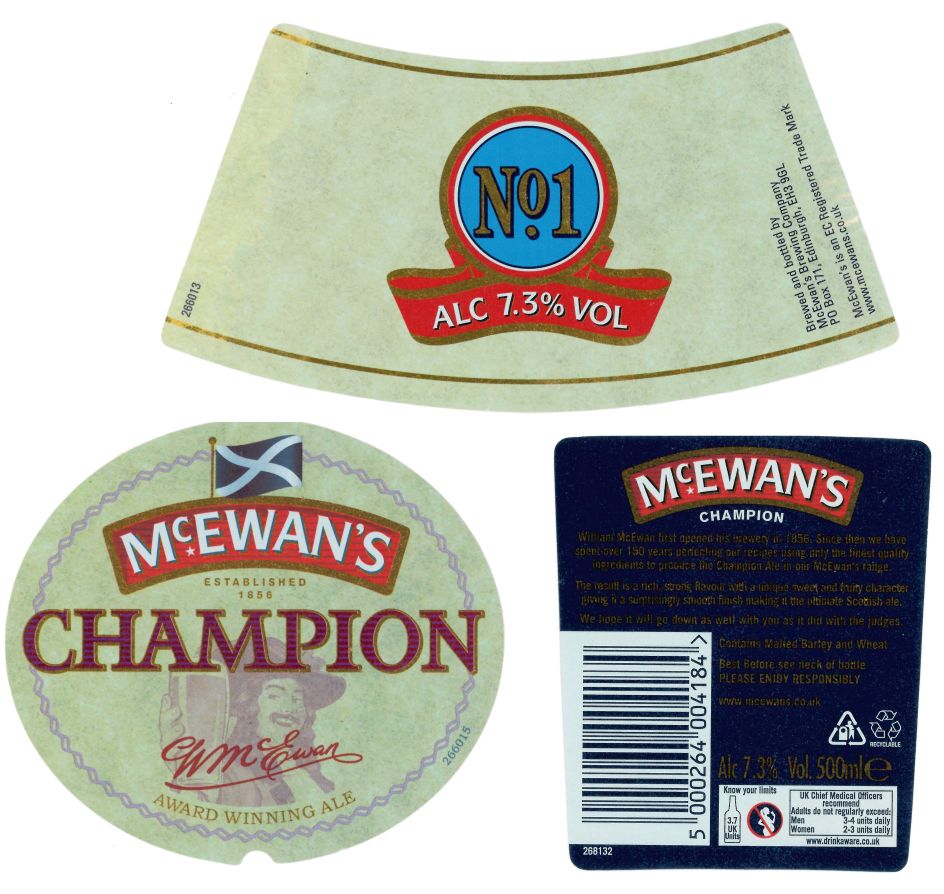 No.1
ALC 7.3% VOL
266013
Brewed and bottled by
McEwan's Brewing Company
PO Box 171, Edinburgh, EH3 9GL
McEwan's is an EC Registered Trade Mark
www.mcewans.co.uk
McEWAN'S
ESTABLISHED
1856
CHAMPION
Wm McEwan
AWARD WINNING ALE
266015
McEWAN'S
CHAMPION
William McEwan first opened his brewery in 1856. Since then we have
spent over 150 years perfecting our recipes using only the finest quality
ingredients to produce the Champion Ale in our McEwan's range.
The result is a rich, strong flavour with a unique sweet and fruity character
giving it a surprisingly smooth finish making it the ultimate Scottish ale.
We hope it will go down as well with you as it did with the judges.
Contains Malted Barley and Wheat
Best Before see neck of bottle
PLEASE ENJOY RESPONSIBLY
www.mcewans.co.uk
RECYCLABLE
Alc 7.3% Vol. 500ml e
5 000264 004184 >
Know your limits
3.7
UK
Units
UK Chief Medical Officers
recommend
Adults do not regularly exceed:
Men 3-4 units daily
Women 2-3 units daily
www.drinkaware.co.uk
268132